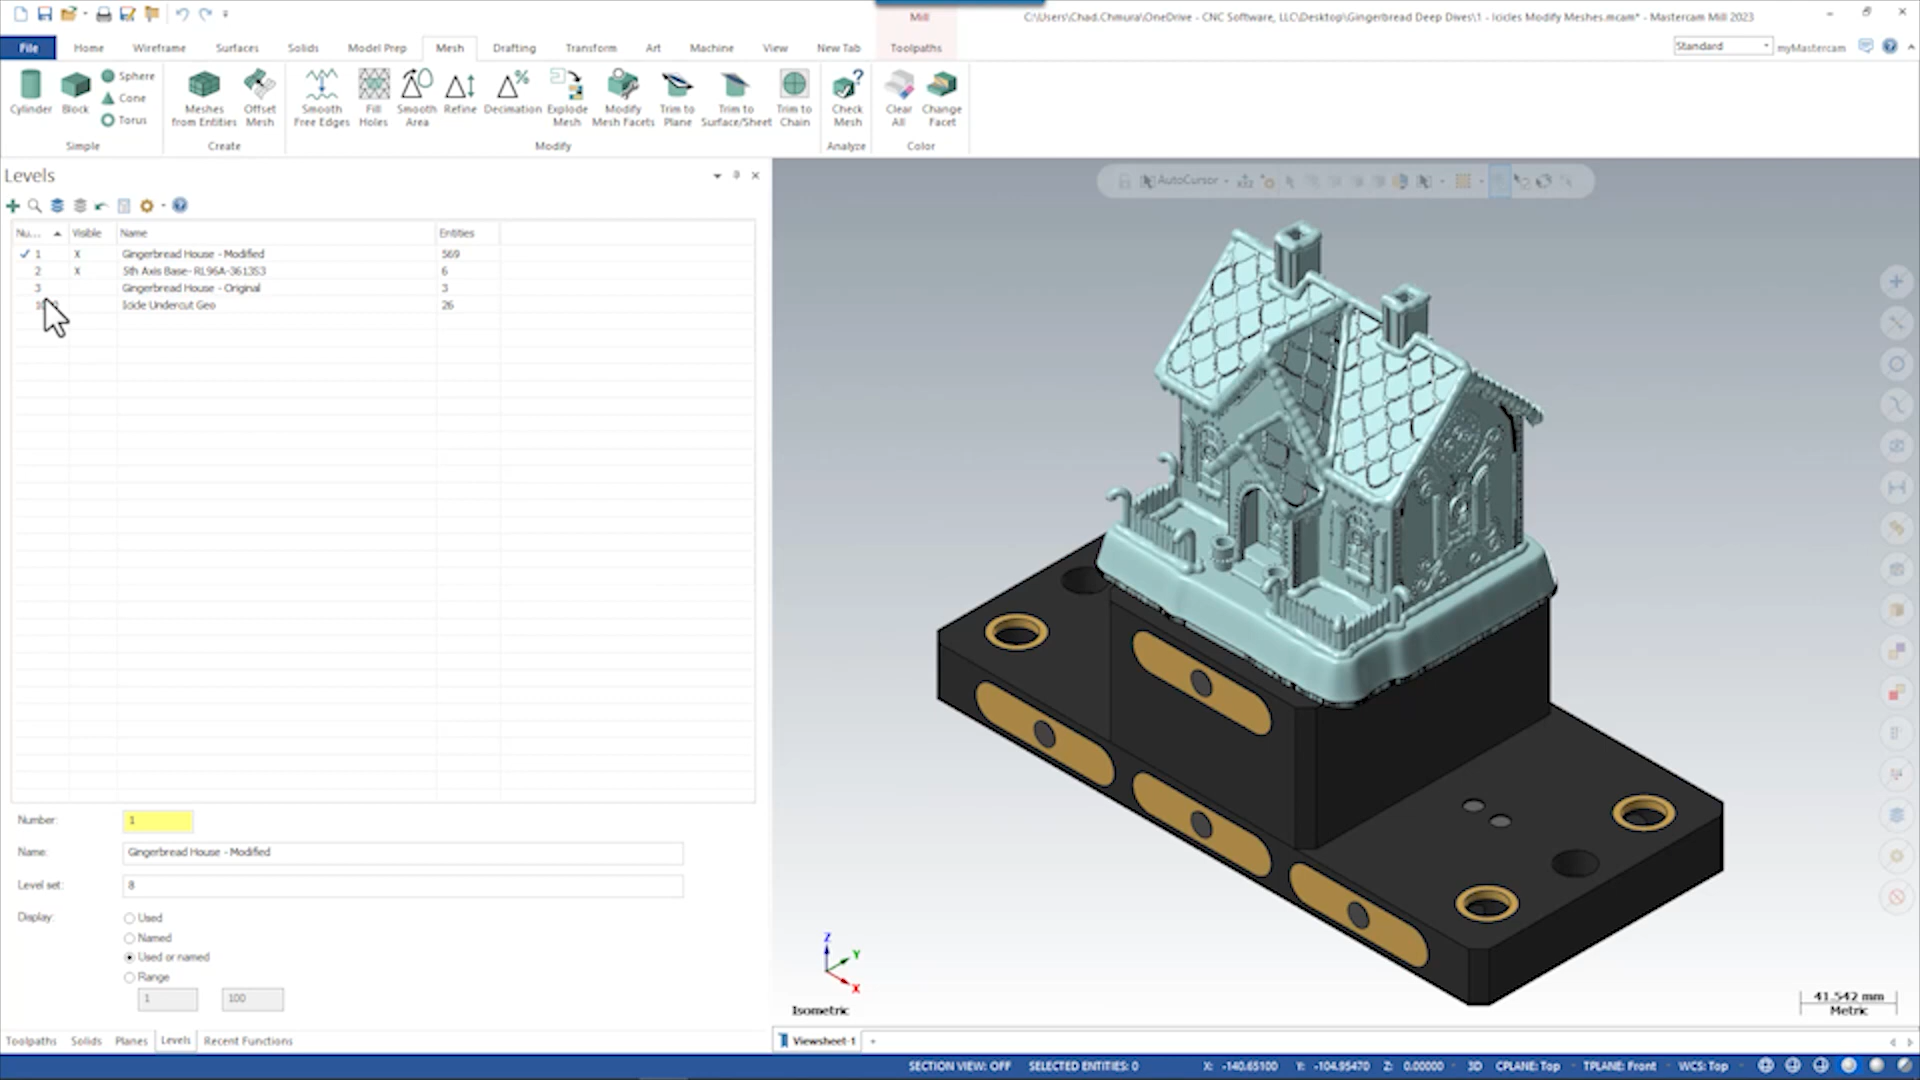 Mill
C:\Users\Chad.Chmura\OneDrive - CNC Software, LLC\Desktop\Gingerbread Deep Dives\1 - Icicles Modify Meshes.mcam* - Mastercam Mill 2023
File Home Wireframe Surfaces Solids Model Prep Mesh Drafting Transform Art Machine View New Tab Toolpaths
Standard myMastercam
Cylinder Block Sphere Cone Torus
Meshes from Entities Offset Mesh
Smooth Free Edges Fill Holes Smooth Area Refine Decimation Explode Mesh Modify Mesh Facets Trim to Plane Trim to Surface/Sheet Trim to Chain
Check Mesh Clear All Change Facet
Simple Create Modify Analyze Color
Levels
AutoCursor
Nu... Visible Name Entities
1 X Gingerbread House - Modified 569
2 X 5th Axis Base- RL96A-361353 6
3 Gingerbread House - Original 3
Icicle Undercut Geo 26
Number: 1
Name: Gingerbread House - Modified
Level set: 8
Display: Used
Named
Used or named
Range
1 100
Z
Y
X
Isometric
41.542 mm
Metric
Toolpaths Solids Planes Levels Recent Functions
Viewsheet-1 +
SECTION VIEW: OFF SELECTED ENTITIES: 0 X: -140.65100 Y: -104.95470 Z: 0.00000 3D CPLANE: Top TPLANE: Front WCS: Top